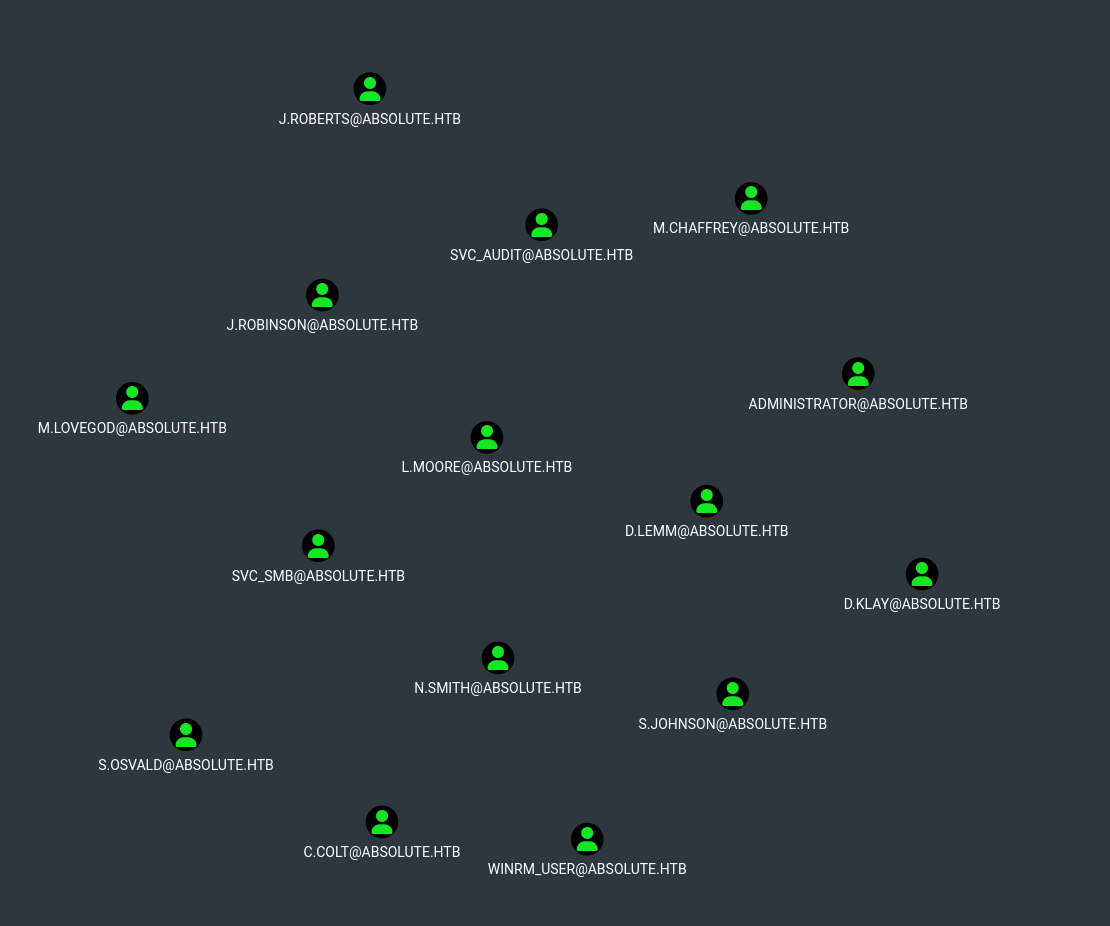 J.ROBERTS@ABSOLUTE.HTB
M.CHAFFREY@ABSOLUTE.HTB
SVC_AUDIT@ABSOLUTE.HTB
J.ROBINSON@ABSOLUTE.HTB
ADMINISTRATOR@ABSOLUTE.HTB
M.LOVEGOD@ABSOLUTE.HTB
L.MOORE@ABSOLUTE.HTB
D.LEMM@ABSOLUTE.HTB
SVC_SMB@ABSOLUTE.HTB
D.KLAY@ABSOLUTE.HTB
N.SMITH@ABSOLUTE.HTB
S.JOHNSON@ABSOLUTE.HTB
S.OSVALD@ABSOLUTE.HTB
C.COLT@ABSOLUTE.HTB
WINRM_USER@ABSOLUTE.HTB